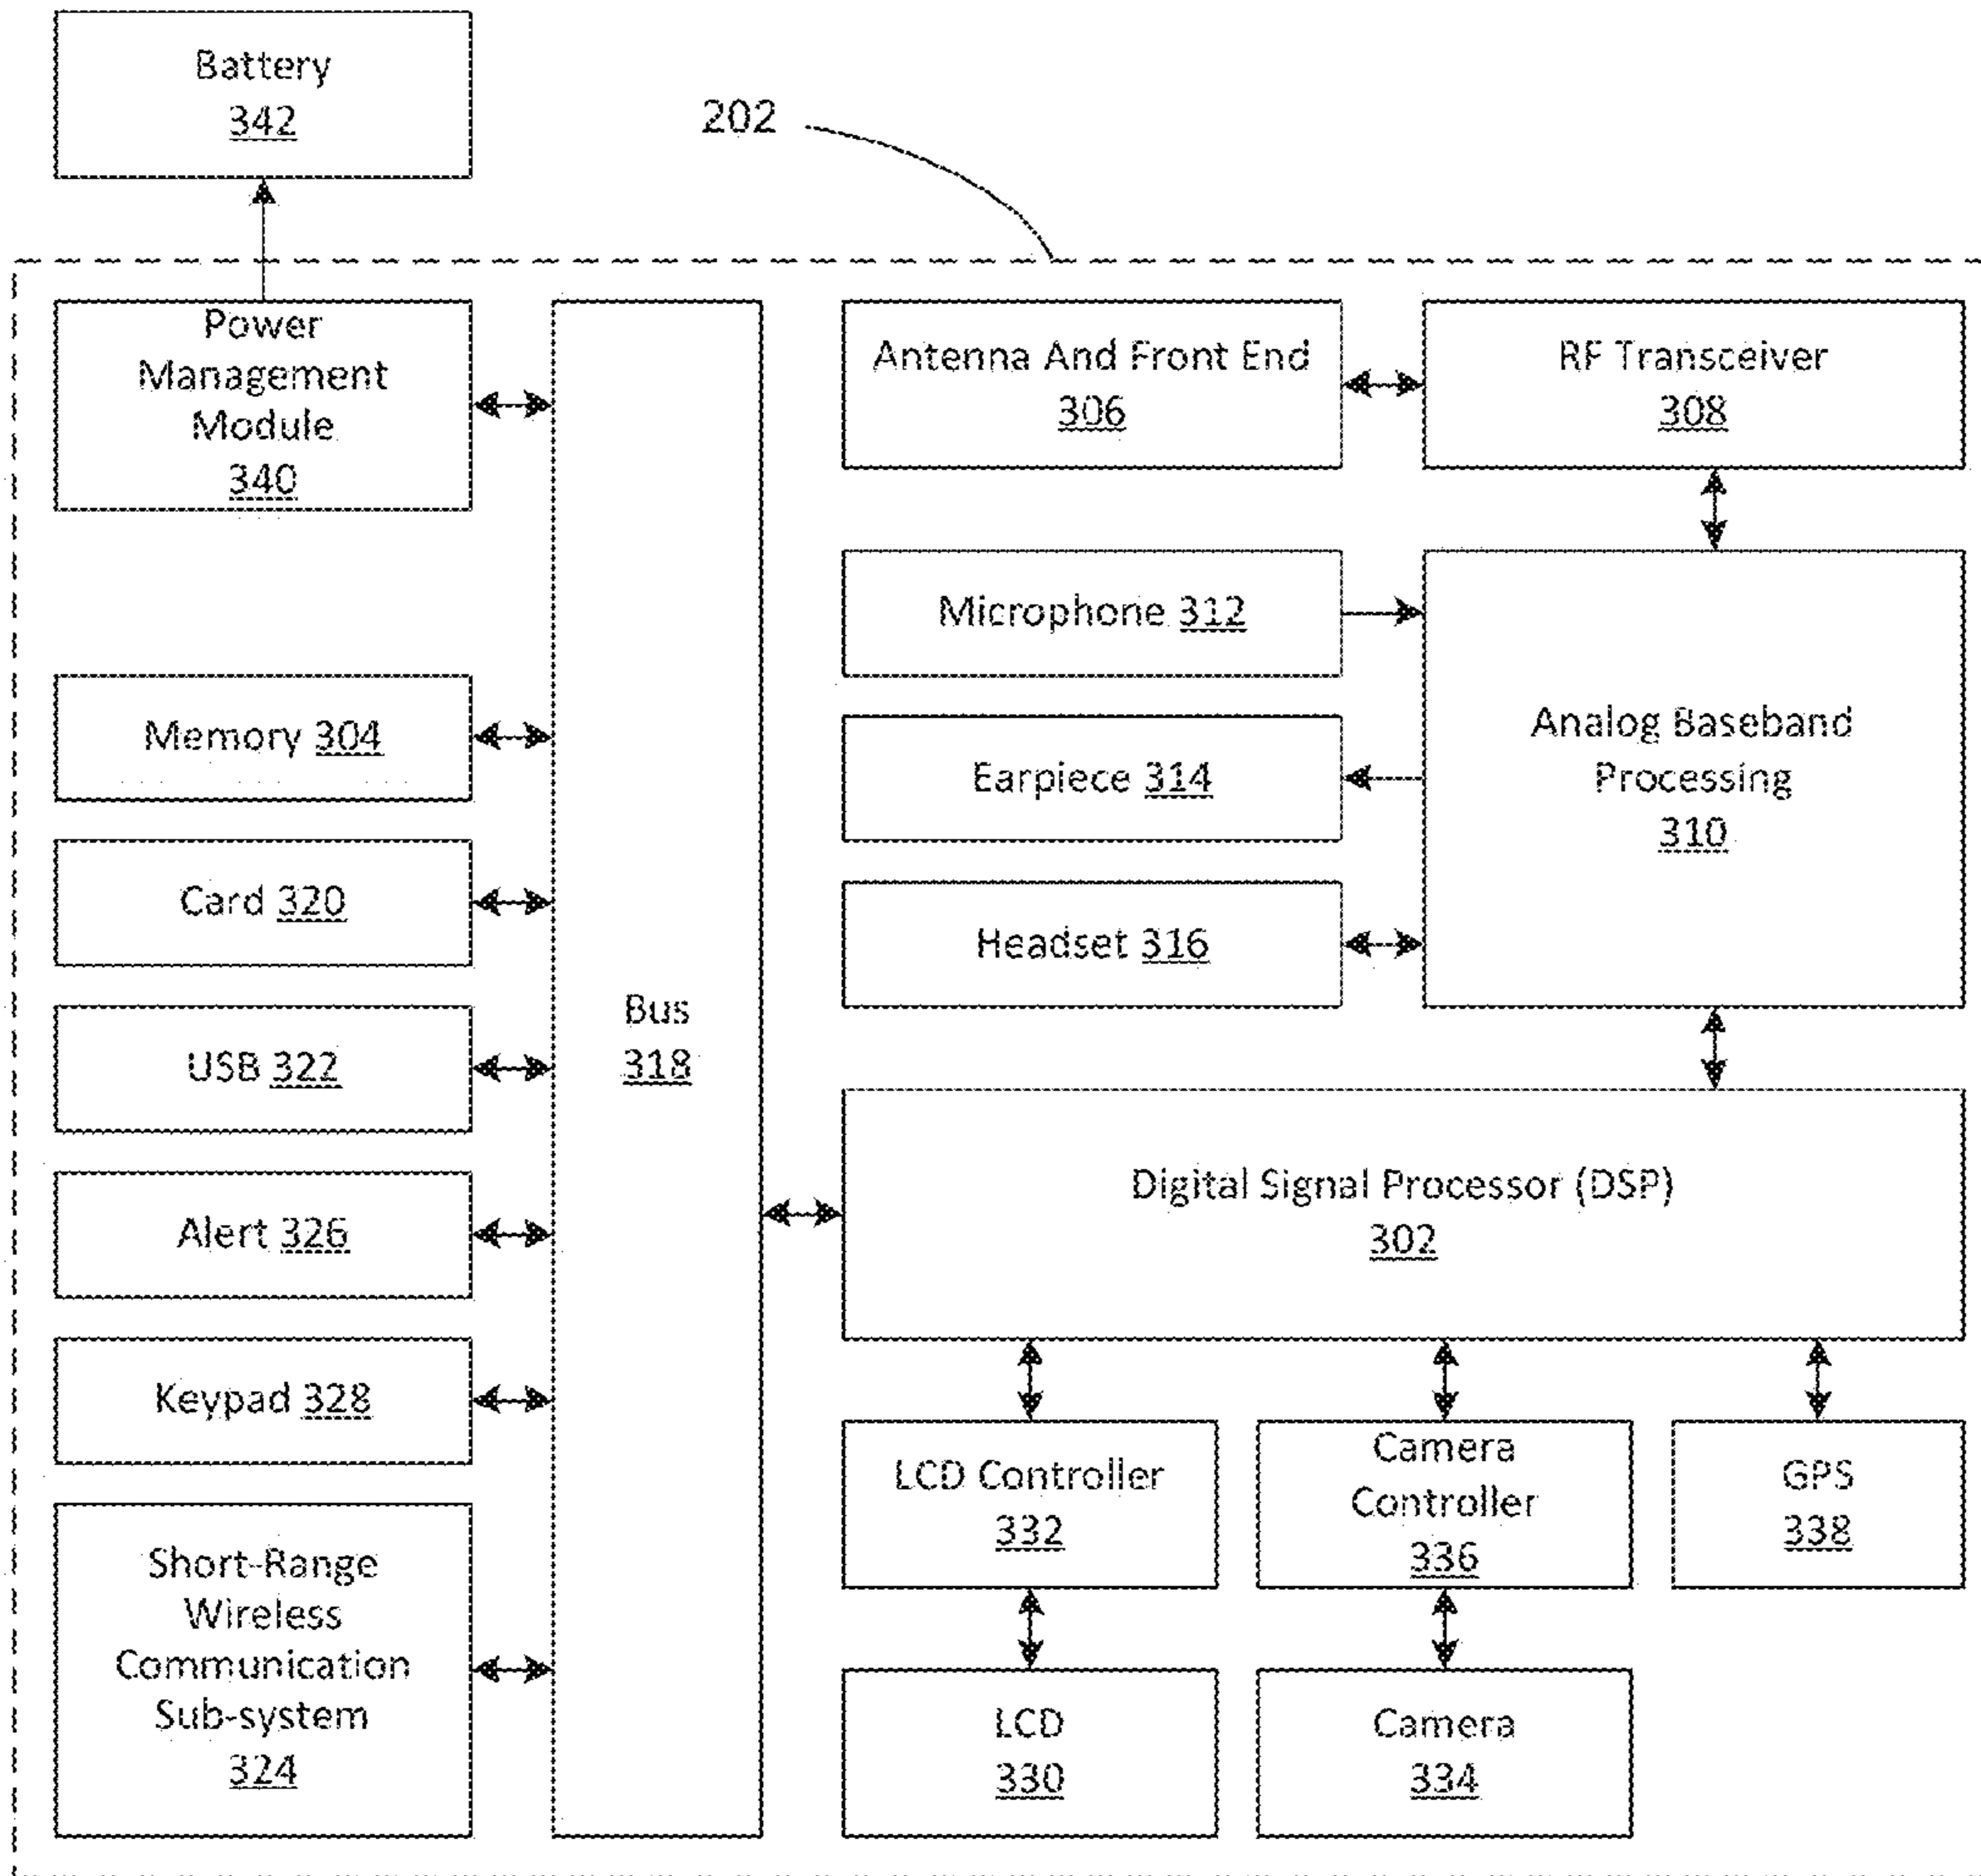 Battery
342
202
Power
Management
Module
340
Antenna And Front End
306
RF Transceiver
308
Microphone 312
Memory 304
Earpiece 314
Analog Baseband
Processing
310
Card 320
Headset 316
Bus
318
USB 322
Alert 326
Digital Signal Processor (DSP)
302
Keypad 328
LCD Controller
332
Camera
Controller
336
GPS
338
Short-Range
Wireless
Communication
Sub-system
324
LCD
330
Camera
334